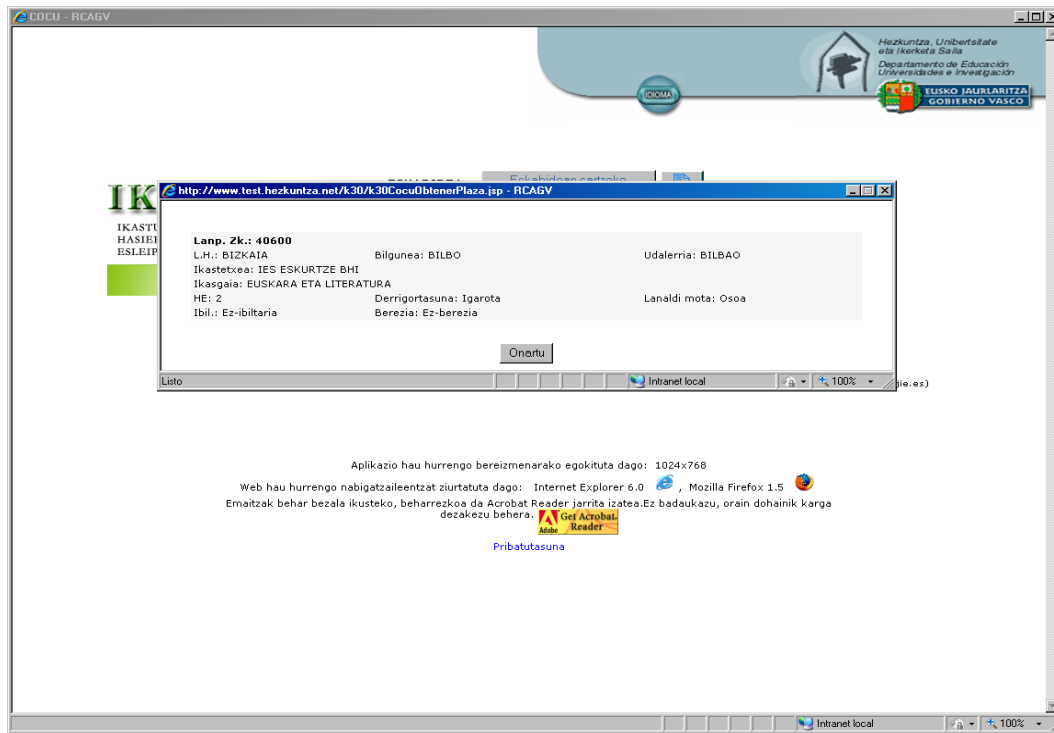 COCU - RCAGV
Hezkuntza, Unibertsitate
eta Ikerketa Saila
Departamento de Educación
Universidades e Investigación
EUSKO JAURLARITZA
GOBIERNO VASCO
IDIOMA
http://www.test.hezkuntza.net/k30/k30CocuObtenerPlaza.jsp - RCAGV
IK
IKASTU
HASIE
ESLEIP
Lanp. Zk.: 40600
L.H.: BIZKAIA Bilgunea: BILBO Udalerria: BILBAO
Ikastetxea: IES ESKURTZE BHI
Ikasgaia: EUSKARA ETA LITERATURA
HE: 2 Derrigortasuna: Igarota Lanaldi mota: Osoa
Ibil.: Ez-ibiltaria Berezia: Ez-berezia
Onartu
Listo Intranet local 100%
jie.es)
Aplikazio hau hurrengo bereizmenarako egokituta dago: 1024x768
Web hau hurrengo nabigatzaileentzat ziurtatuta dago: Internet Explorer 6.0 , Mozilla Firefox 1.5
Emaitzak behar bezala ikusteko, beharrezkoa da Acrobat Reader jarrita izatea.Ez badaukazu, orain dohainik karga
dezakezu behera. Get Acrobat
Adobe Reader
Pribatutasuna
Intranet local 100%